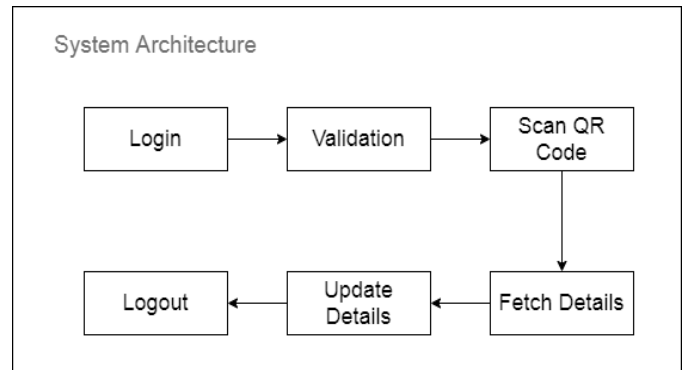 System Architecture
Login
Validation
Scan QR
Code
Logout
Update
Details
Fetch Details